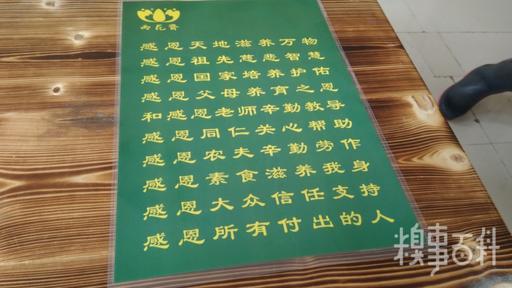 雨花斋
感恩天地滋养万物
感恩祖先慈悲智慧
感恩国家培养护佑
感恩父母养育之恩
和感恩老师辛勤教导
感恩同仁关心帮助
感恩农夫辛勤劳作
感恩素食滋养我身
感恩大众信任支持
感恩所有付出的人
糗事百科